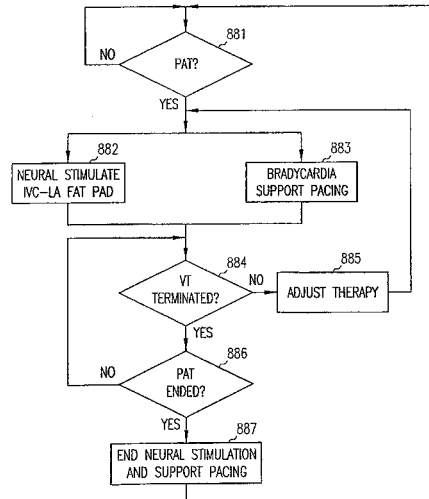 881
NO
PAT?
YES
882
NEURAL STIMULATE
IVC-LA FAT PAD
883
BRADYCARDIA
SUPPORT PACING
884
VT
TERMINATED?
NO
885
ADJUST THERAPY
YES
886
NO
PAT
ENDED?
YES
887
END NEURAL STIMULATION
AND SUPPORT PACING